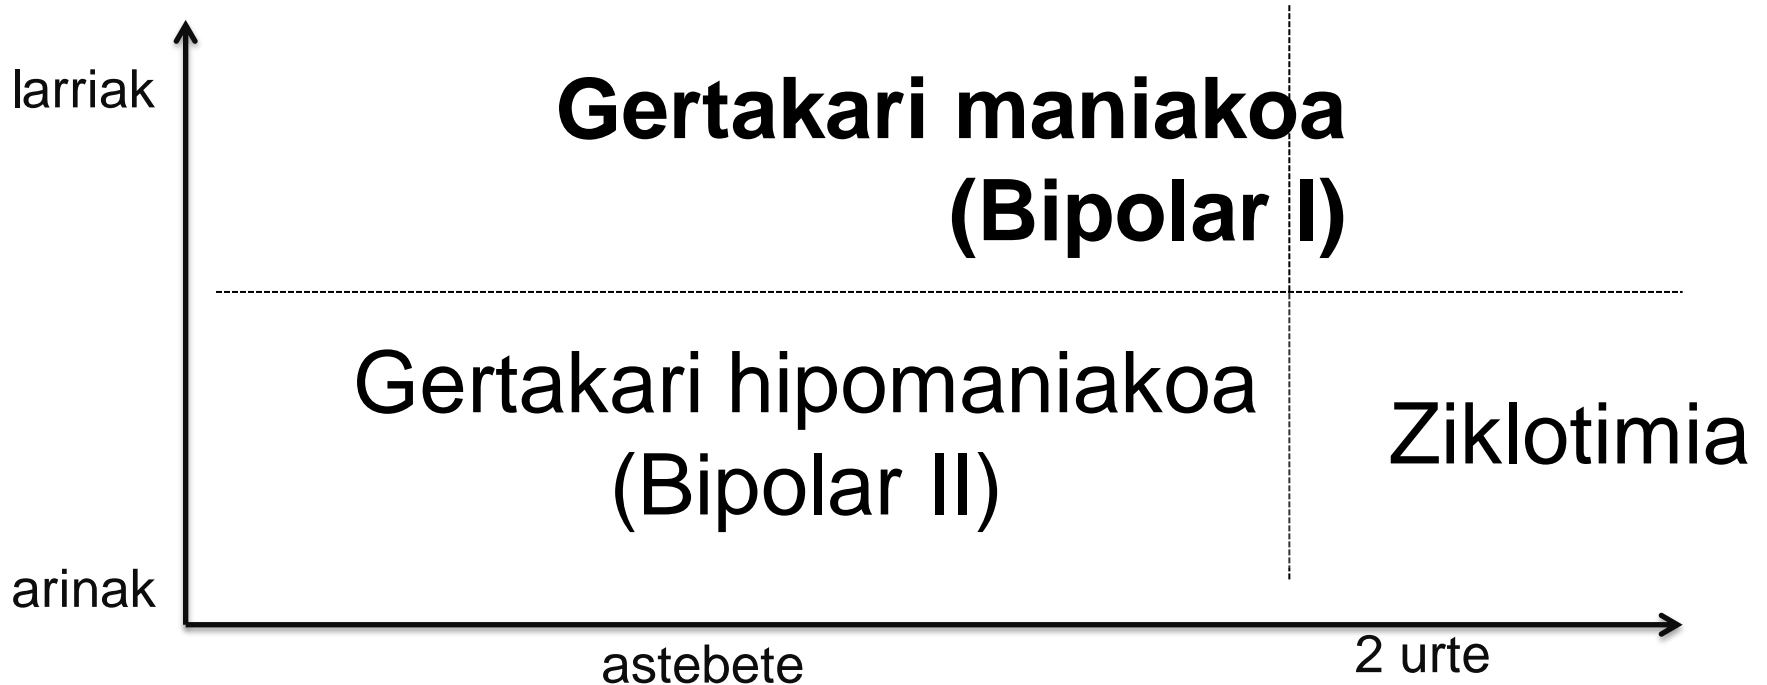 larriak
Gertakari maniakoa
(Bipolar I)
Gertakari hipomaniakoa
(Bipolar II)
Ziklotimia
arinak
astebete
2 urte